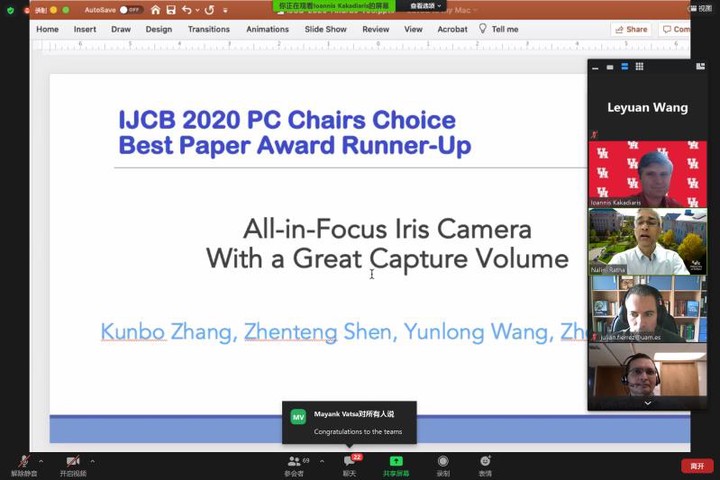 录制
AutoSave OFF
你正在观看Ioannis Kakadiaris的屏幕
查看选项
视图
Home Insert Draw Design Transitions Animations Slide Show Review View Acrobat Tell me
Share
IJCB 2020 PC Chairs Choice
Best Paper Award Runner-Up
All-in-Focus Iris Camera
With a Great Capture Volume
Kunbo Zhang, Zhenteng Shen, Yunlong Wang,
Leyuan Wang
Ioannis Kakadiaris
Nalini Ratha
julian.fierrez@uam.es
MV
Mayank Vatsa对所有人说
Congratulations to the teams
解除静音
开启视频
69
参会者
22
聊天
共享屏幕
录制
表情
离开